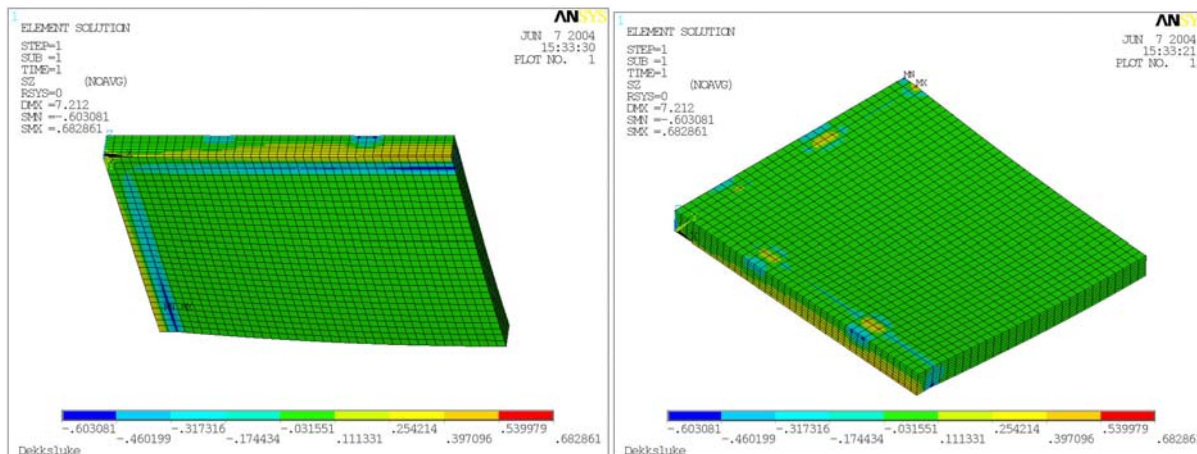 1
ANSYS
ELEMENT SOLUTION
JUN 7 2004
15:33:30
PLOT NO. 1
STEP=1
SUB =1
TIME=1
SZ (NOAVG)
RSYS=0
DMX =7.212
SMN =-.603081
SMX =.682861
-.603081 -.317316 -.031551 .254214 .539979
-.460199 -.174434 .111331 .397096 .682861
Dekksluke
1
ANSYS
ELEMENT SOLUTION
JUN 7 2004
15:33:21
PLOT NO. 1
STEP=1
SUB =1
TIME=1
SZ (NOAVG)
RSYS=0
DMX =7.212
SMN =-.603081
SMX =.682861
MN
MX
-.603081 -.317316 -.031551 .254214 .539979
-.460199 -.174434 .111331 .397096 .682861
Dekksluke